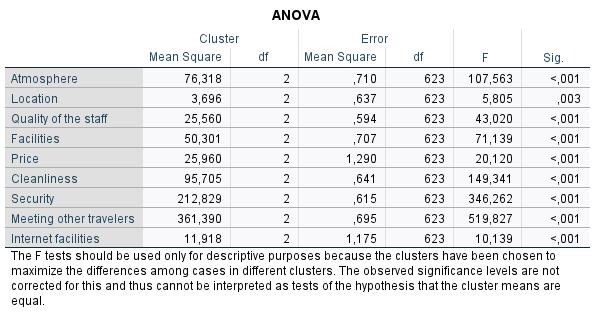 ANOVA
Cluster Error
Mean Square df Mean Square df F Sig.
Atmosphere 76,318 2 ,710 623 107,563 <,001
Location 3,696 2 ,637 623 5,805 ,003
Quality of the staff 25,560 2 ,594 623 43,020 <,001
Facilities 50,301 2 ,707 623 71,139 <,001
Price 25,960 2 1,290 623 20,120 <,001
Cleanliness 95,705 2 ,641 623 149,341 <,001
Security 212,829 2 ,615 623 346,262 <,001
Meeting other travelers 361,390 2 ,695 623 519,827 <,001
Internet facilities 11,918 2 1,175 623 10,139 <,001
The F tests should be used only for descriptive purposes because the clusters have been chosen to
maximize the differences among cases in different clusters. The observed significance levels are not
corrected for this and thus cannot be interpreted as tests of the hypothesis that the cluster means are
equal.